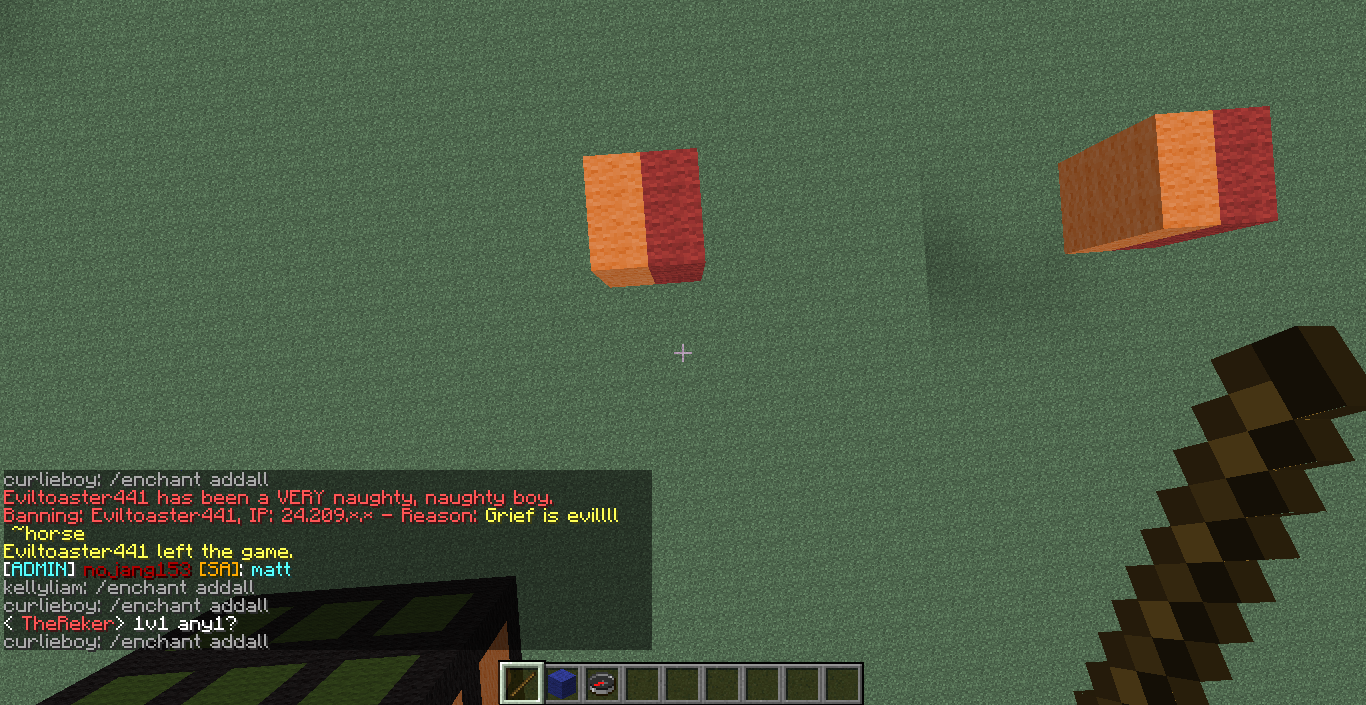 curlieboy: /enchant addall
Eviltoaster441 has been a VERY naughty, naughty boy.
Banning: Eviltoaster441, IP: 24.209.*.* - Reason: Grief is evillll
~horse
Eviltoaster441 left the game.
[ADMIN] nojang153 [SA]: matt
kellyliam: /enchant addall
curlieboy: /enchant addall
< TheReker> 1v1 any1?
curlieboy: /enchant addall